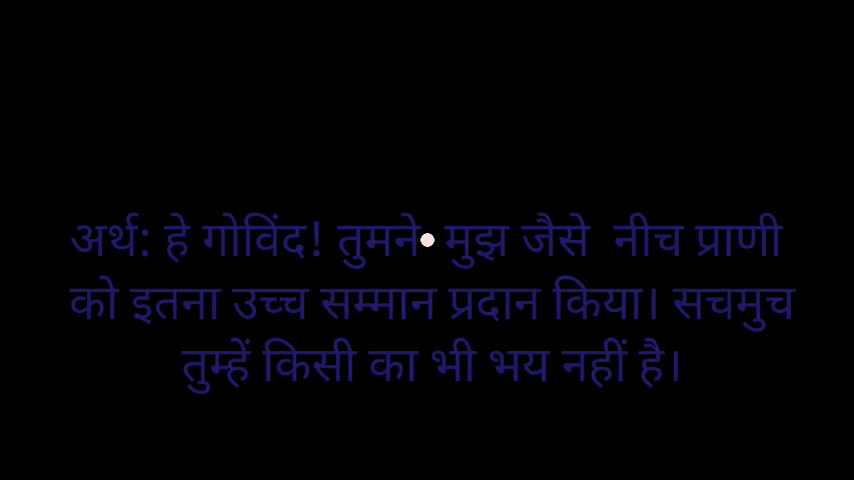 अर्थ: हे गोविंद! तुमने मुझ जैसे नीच प्राणी
को इतना उच्च सम्मान प्रदान किया। सचमुच
तुम्हें किसी का भी भय नहीं है।